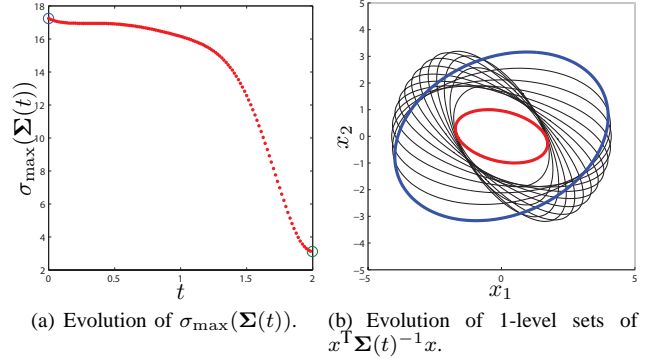 18
16
14
12
10
8
6
4
2
σmax(Σ(t))
0 0.5 1 1.5 2
t
(a) Evolution of σmax(Σ(t)).
5
4
3
2
1
0
-1
-2
-3
-4
-5
x2
-5 0 5
x1
(b) Evolution of 1-level sets of
xᵀΣ(t)⁻¹x.